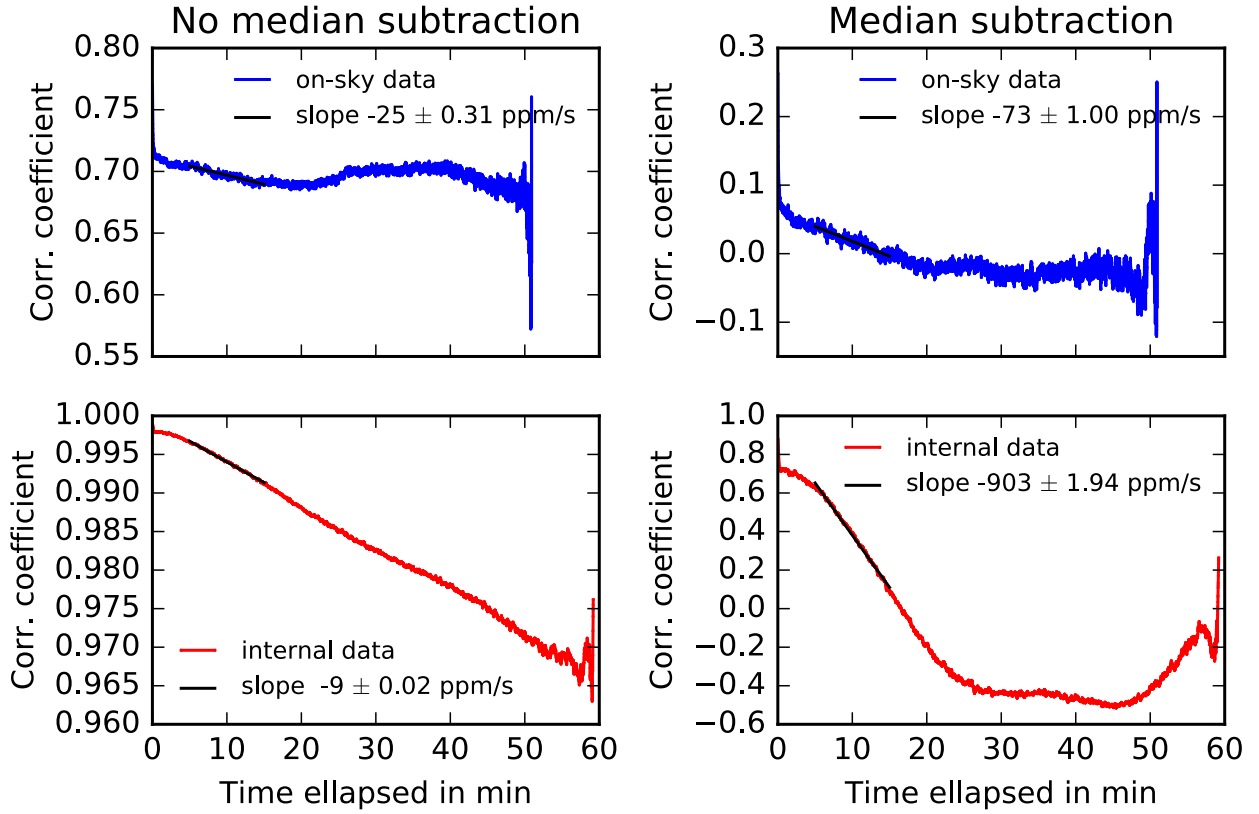 No median subtraction
Median subtraction
Corr. coefficient
0.80
0.75
0.70
0.65
0.60
0.55
on-sky data
slope -25 ± 0.31 ppm/s
Corr. coefficient
0.3
0.2
0.1
0.0
−0.1
on-sky data
slope -73 ± 1.00 ppm/s
Corr. coefficient
1.000
0.995
0.990
0.985
0.980
0.975
0.970
0.965
0.960
internal data
slope -9 ± 0.02 ppm/s
0 10 20 30 40 50 60
Time ellapsed in min
Corr. coefficient
1.0
0.8
0.6
0.4
0.2
0.0
−0.2
−0.4
−0.6
internal data
slope -903 ± 1.94 ppm/s
0 10 20 30 40 50 60
Time ellapsed in min